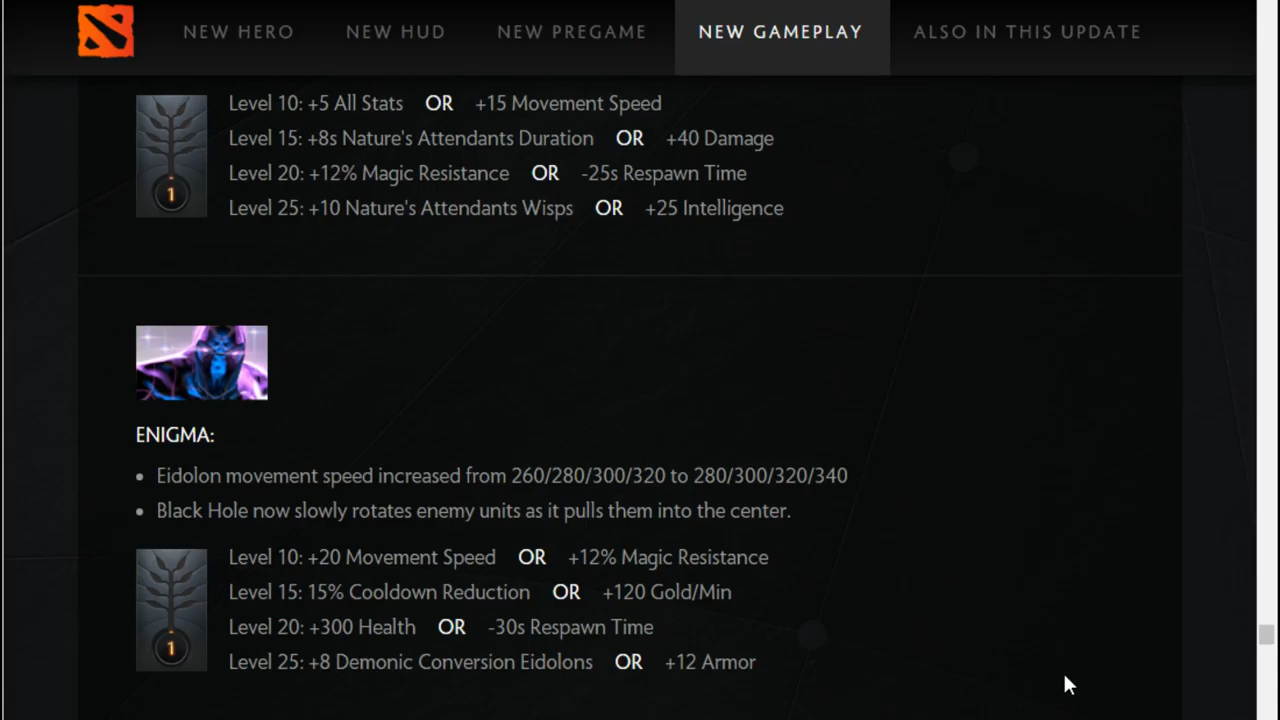 NEW HERO NEW HUD NEW PREGAME NEW GAMEPLAY ALSO IN THIS UPDATE
Level 10: +5 All Stats OR +15 Movement Speed
Level 15: +8s Nature's Attendants Duration OR +40 Damage
Level 20: +12% Magic Resistance OR -25s Respawn Time
Level 25: +10 Nature's Attendants Wisps OR +25 Intelligence
1
ENIGMA:
• Eidolon movement speed increased from 260/280/300/320 to 280/300/320/340
• Black Hole now slowly rotates enemy units as it pulls them into the center.
Level 10: +20 Movement Speed OR +12% Magic Resistance
Level 15: 15% Cooldown Reduction OR +120 Gold/Min
Level 20: +300 Health OR -30s Respawn Time
Level 25: +8 Demonic Conversion Eidolons OR +12 Armor
1